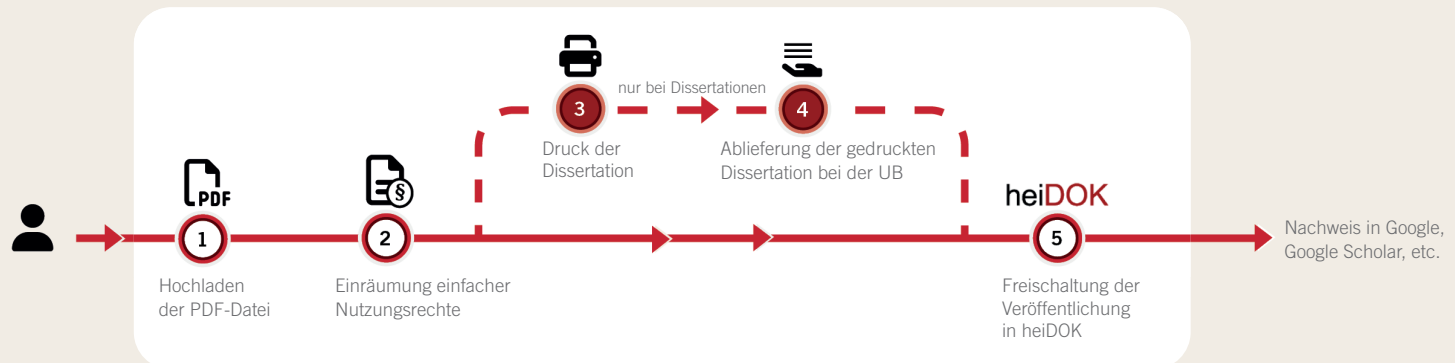 nur bei Dissertationen
3
4
Druck der
Dissertation
Ablieferung der gedruckten
Dissertation bei der UB
PDF
§
heiDOK
1
2
5
Nachweis in Google,
Google Scholar, etc.
Hochladen
der PDF-Datei
Einräumung einfacher
Nutzungsrechte
Freischaltung der
Veröffentlichung
in heiDOK